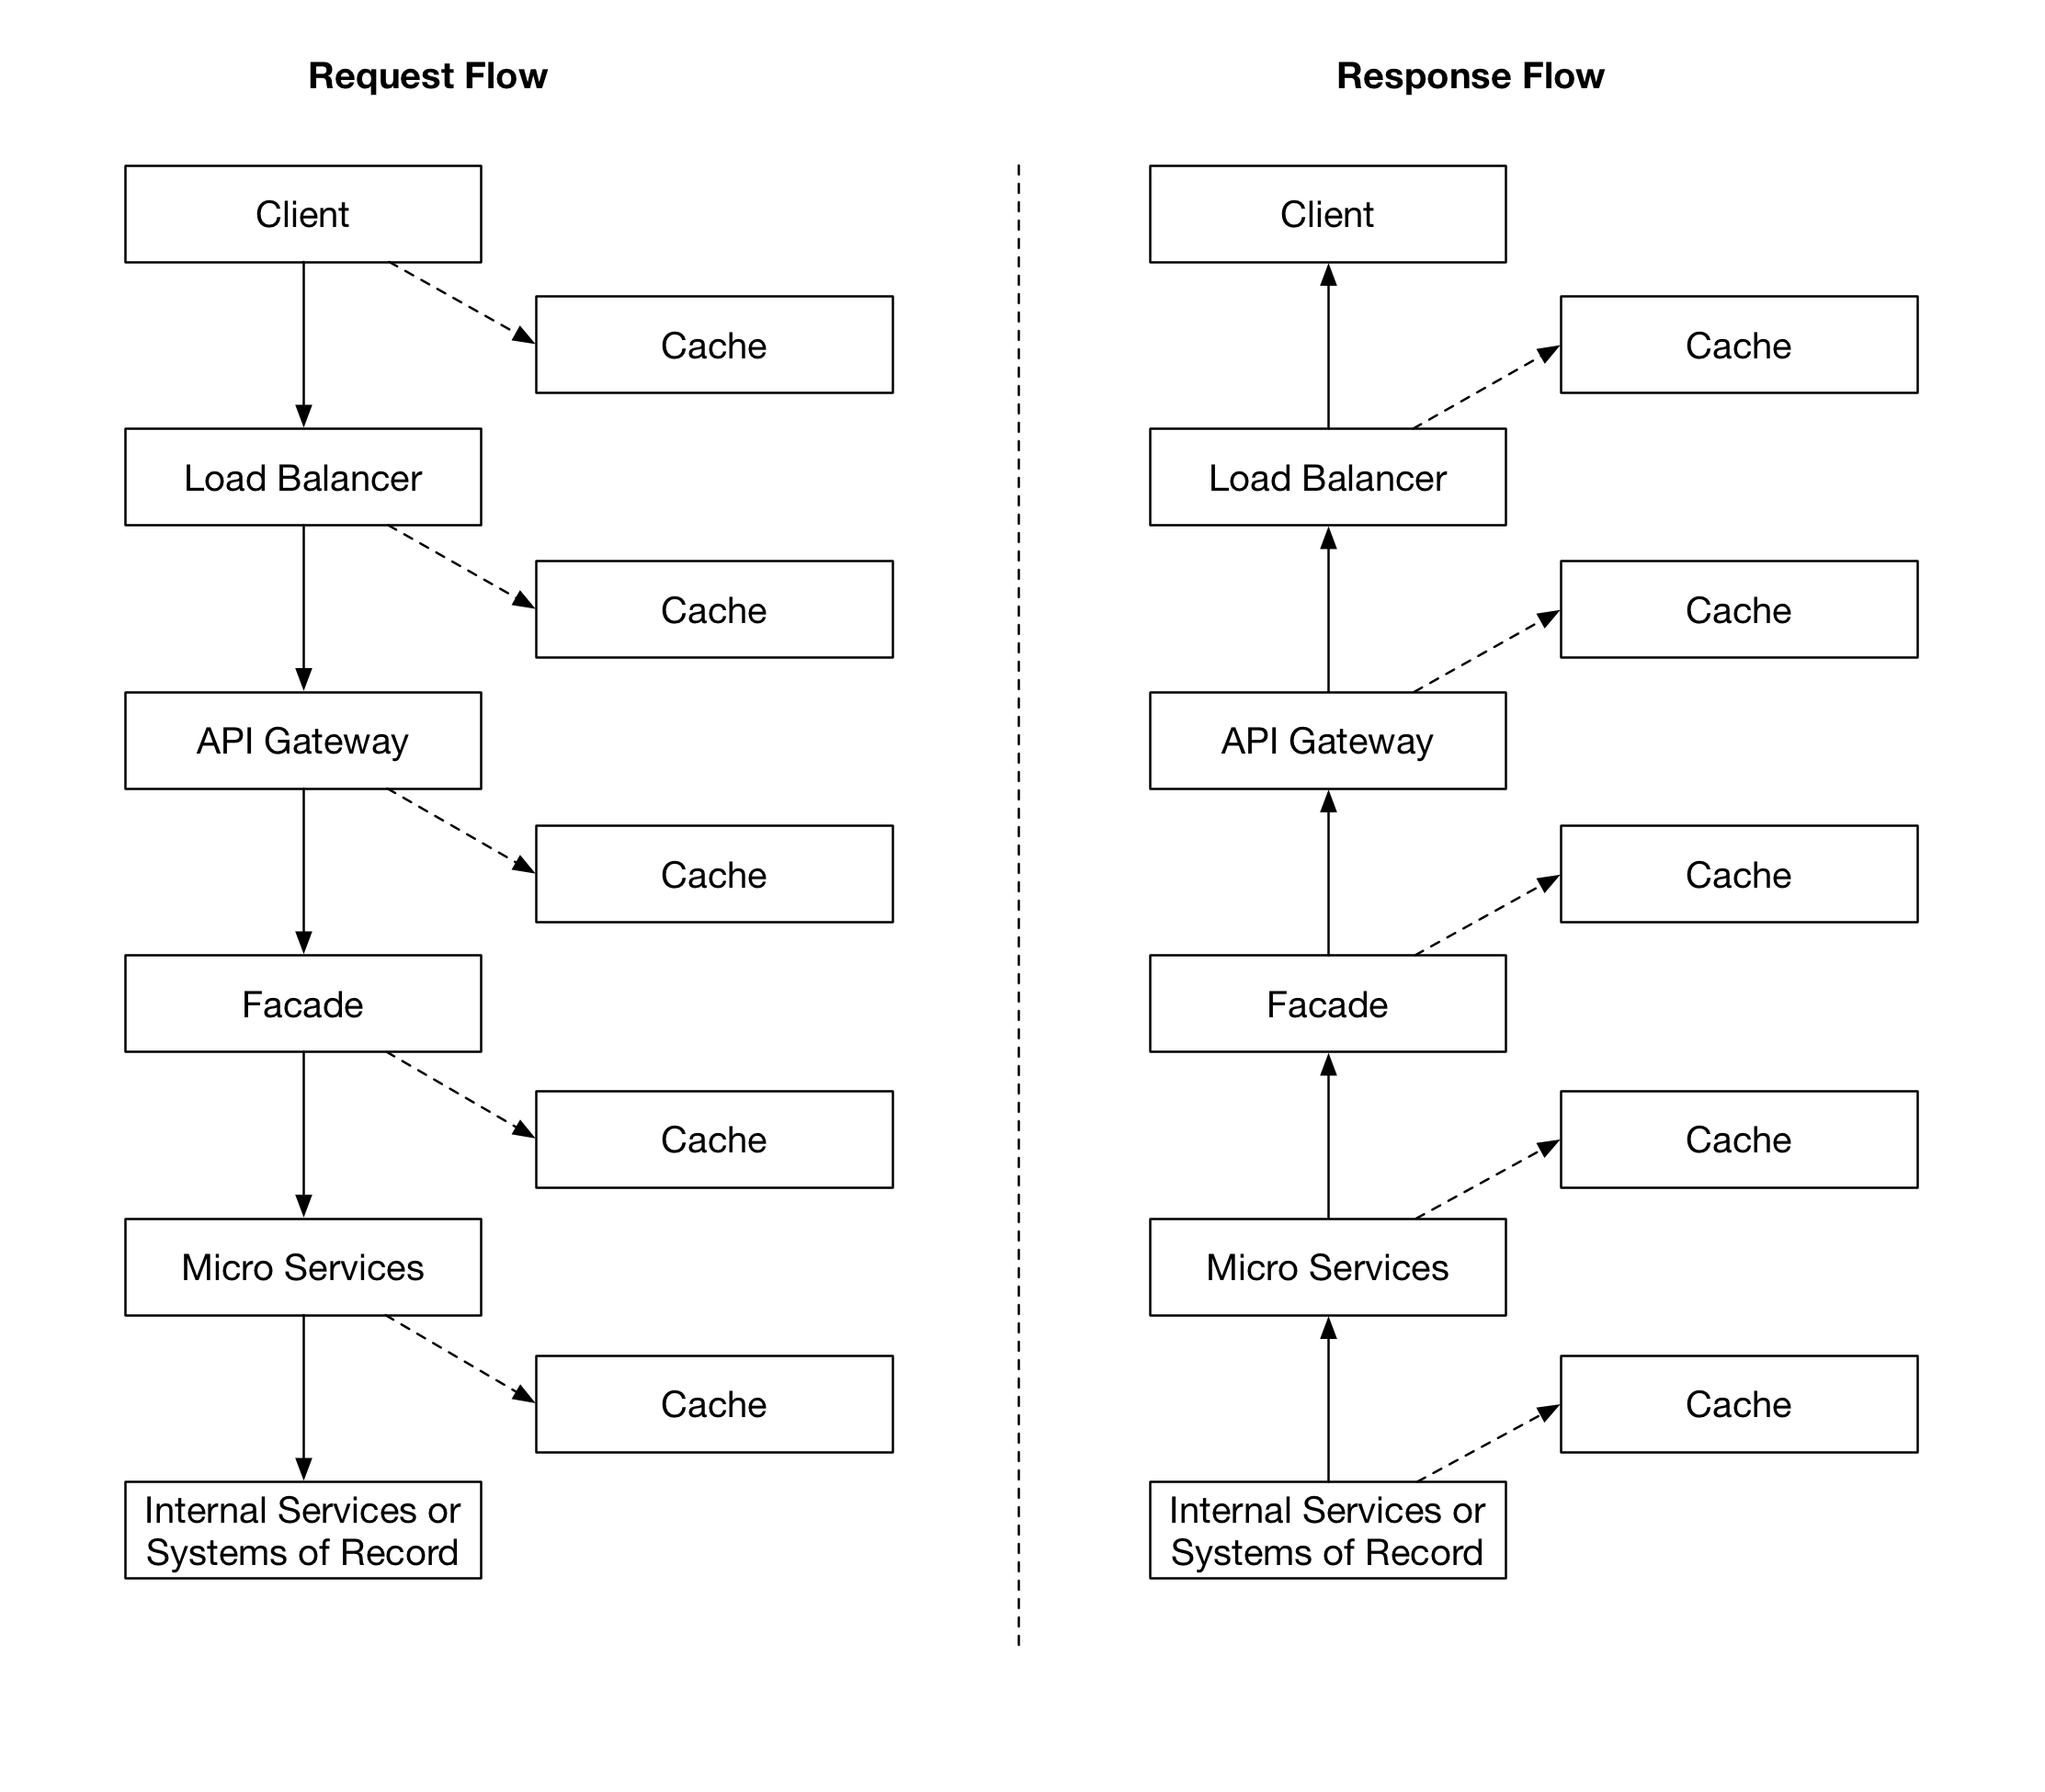 Request Flow
Client
Cache
Load Balancer
Cache
API Gateway
Cache
Facade
Cache
Micro Services
Cache
Internal Services or
Systems of Record
Response Flow
Client
Cache
Load Balancer
Cache
API Gateway
Cache
Facade
Cache
Micro Services
Cache
Internal Services or
Systems of Record